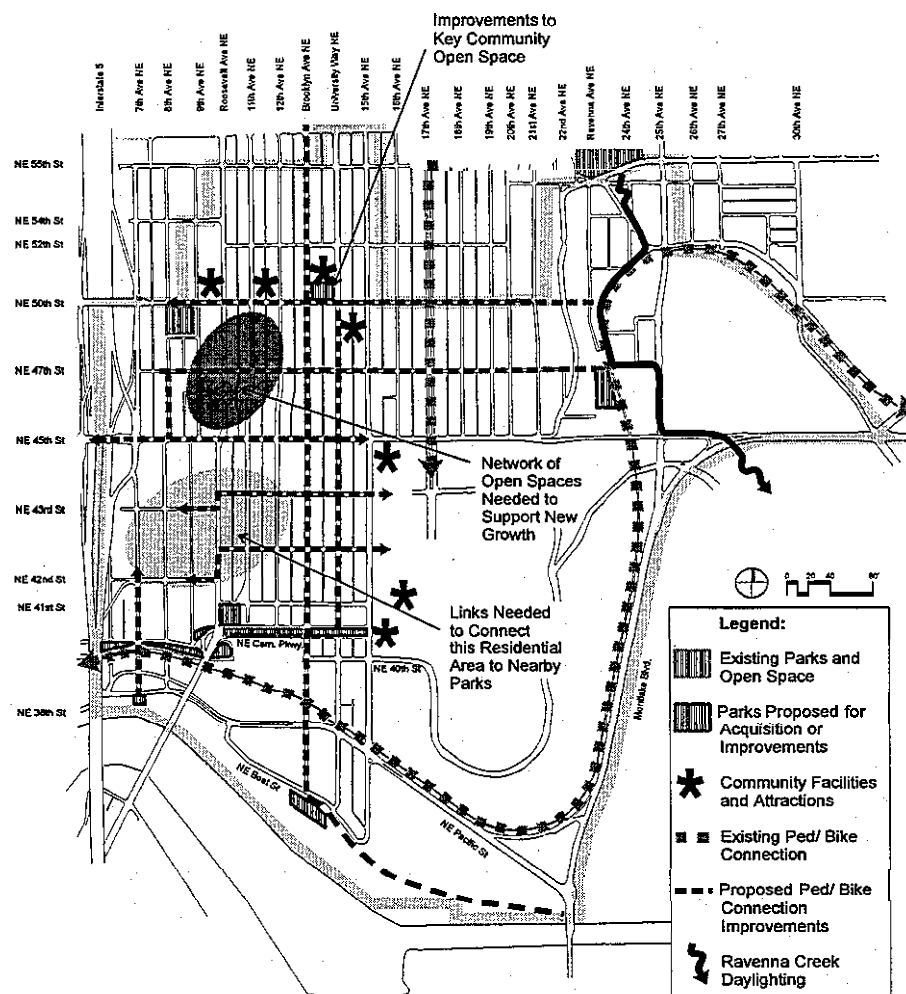 Improvements to
Key Community
Open Space
Interstate 5
7th Ave NE
8th Ave NE
9th Ave NE
Roosevelt Ave NE
11th Ave NE
12th Ave NE
Brooklyn Ave NE
University Way NE
15th Ave NE
16th Ave NE
17th Ave NE
18th Ave NE
19th Ave NE
20th Ave NE
21st Ave NE
22nd Ave NE
Ravenna Ave NE
24th Ave NE
25th Ave NE
26th Ave NE
27th Ave NE
30th Ave NE
NE 55th St
NE 54th St
NE 52th St
NE 50th St
NE 47th St
NE 45th St
NE 43rd St
NE 42nd St
NE 41st St
NE 38th St
Network of
Open Spaces
Needed to
Support New
Growth
Links Needed
to Connect
this Residential
Area to Nearby
Parks
NE Cam. Pkwy
NE 40th St
NE Boat St
NE Pacific St
Montlake Blvd.
0 20 40 80'
Legend:
Existing Parks and
Open Space
Parks Proposed for
Acquisition or
Improvements
Community Facilities
and Attractions
Existing Ped/ Bike
Connection
Proposed Ped/ Bike
Connection
Improvements
Ravenna Creek
Daylighting